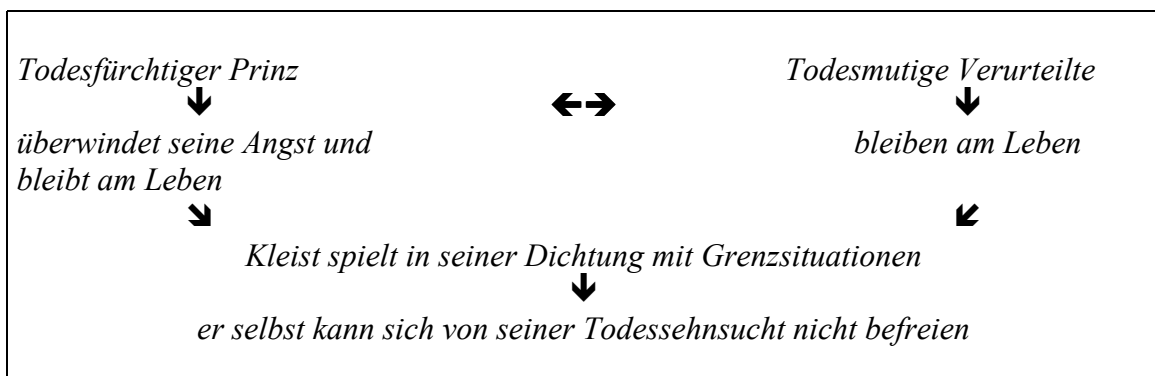 Todesfürchtiger Prinz Todesmutige Verurteilte
überwindet seine Angst und bleiben am Leben
bleibt am Leben
Kleist spielt in seiner Dichtung mit Grenzsituationen
er selbst kann sich von seiner Todessehnsucht nicht befreien